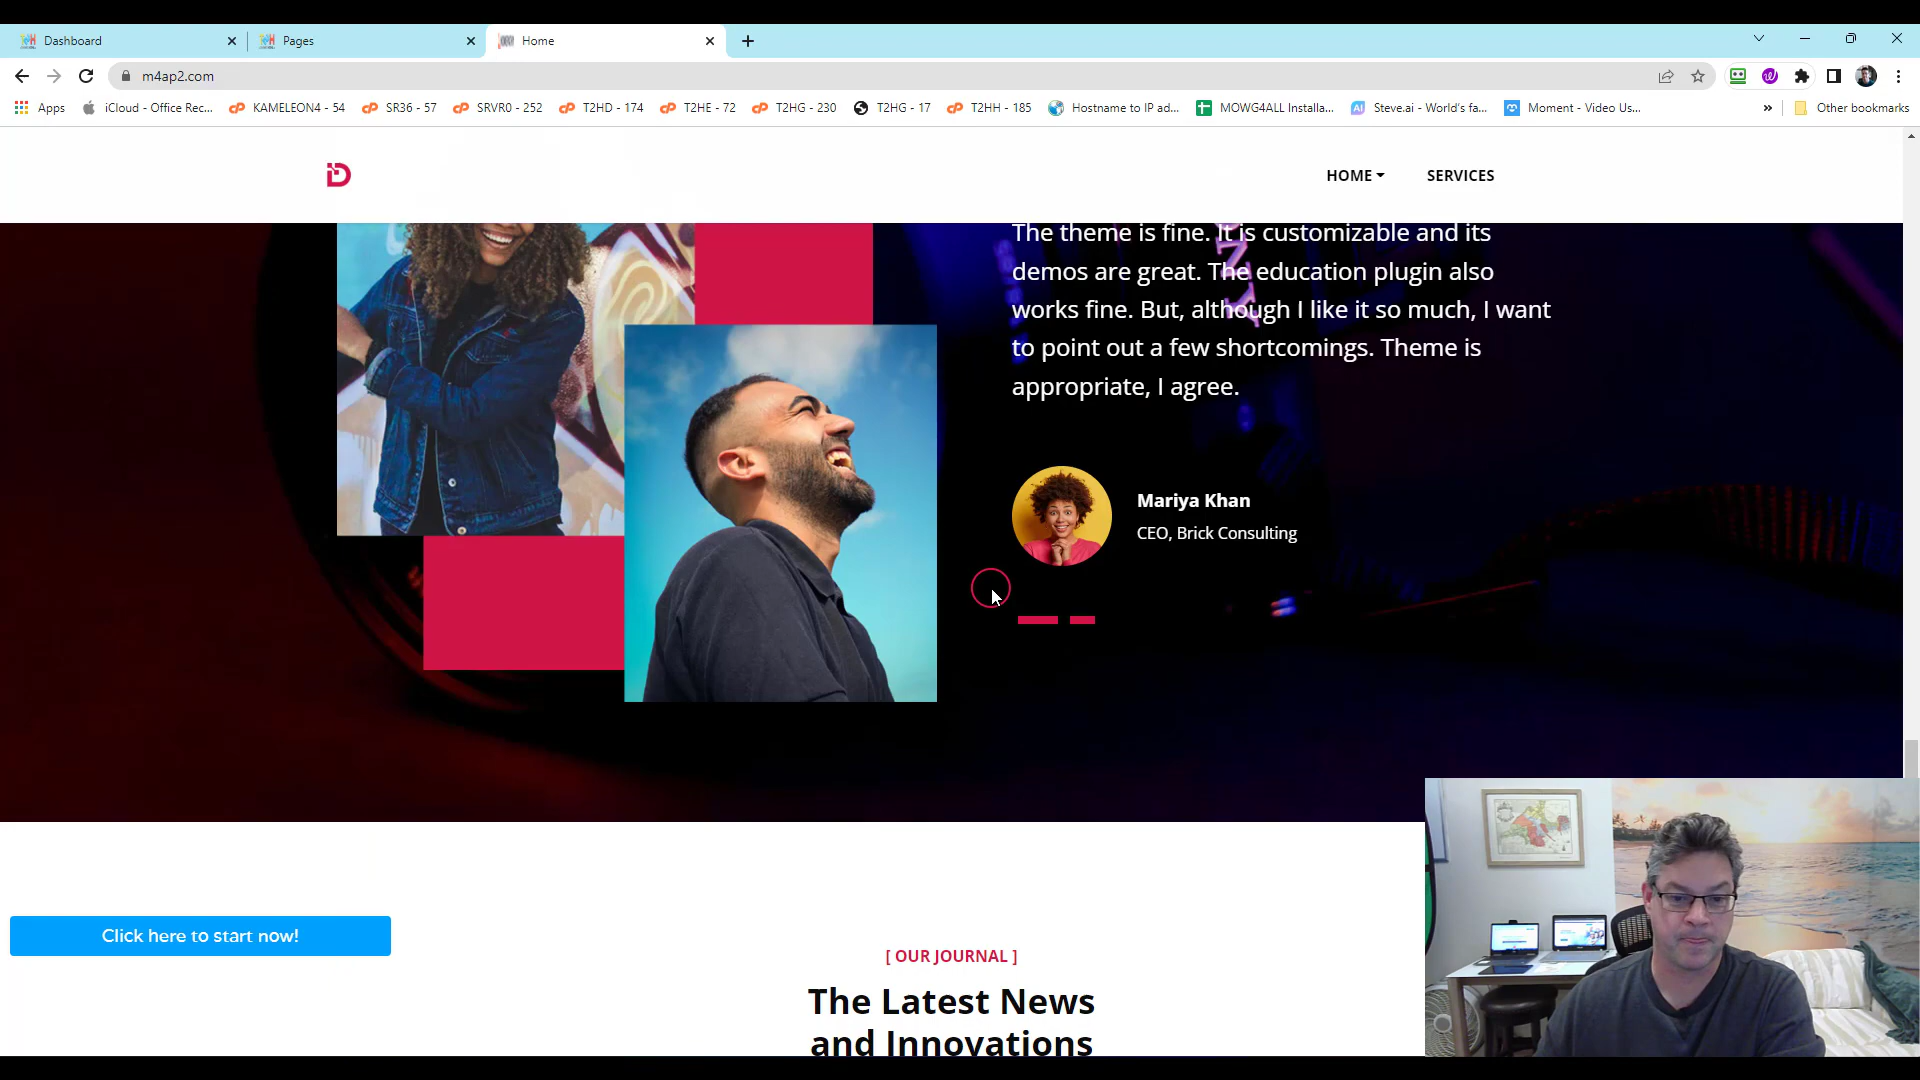 Dashboard
Pages
Home
m4ap2.com
Apps
iCloud - Office Rec...
KAMELEON4 - 54
SR36 - 57
SRVR0 - 252
T2HD - 174
T2HE - 72
T2HG - 230
T2HG - 17
T2HH - 185
Hostname to IP ad...
MOWG4ALL Installa...
Steve.ai - World's fa...
Moment - Video Us...
»
Other bookmarks
HOME
SERVICES
The theme is fine. It is customizable and its
demos are great. The education plugin also
works fine. But, although I like it so much, I want
to point out a few shortcomings. Theme is
appropriate, I agree.
Mariya Khan
CEO, Brick Consulting
Click here to start now!
[ OUR JOURNAL ]
The Latest News
and Innovations